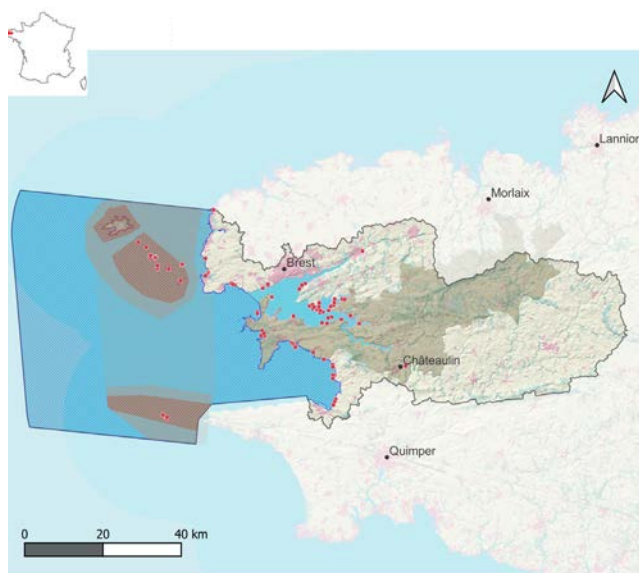 Lannion
Morlaix
Brest
Châteaulin
Quimper
0 20 40 km